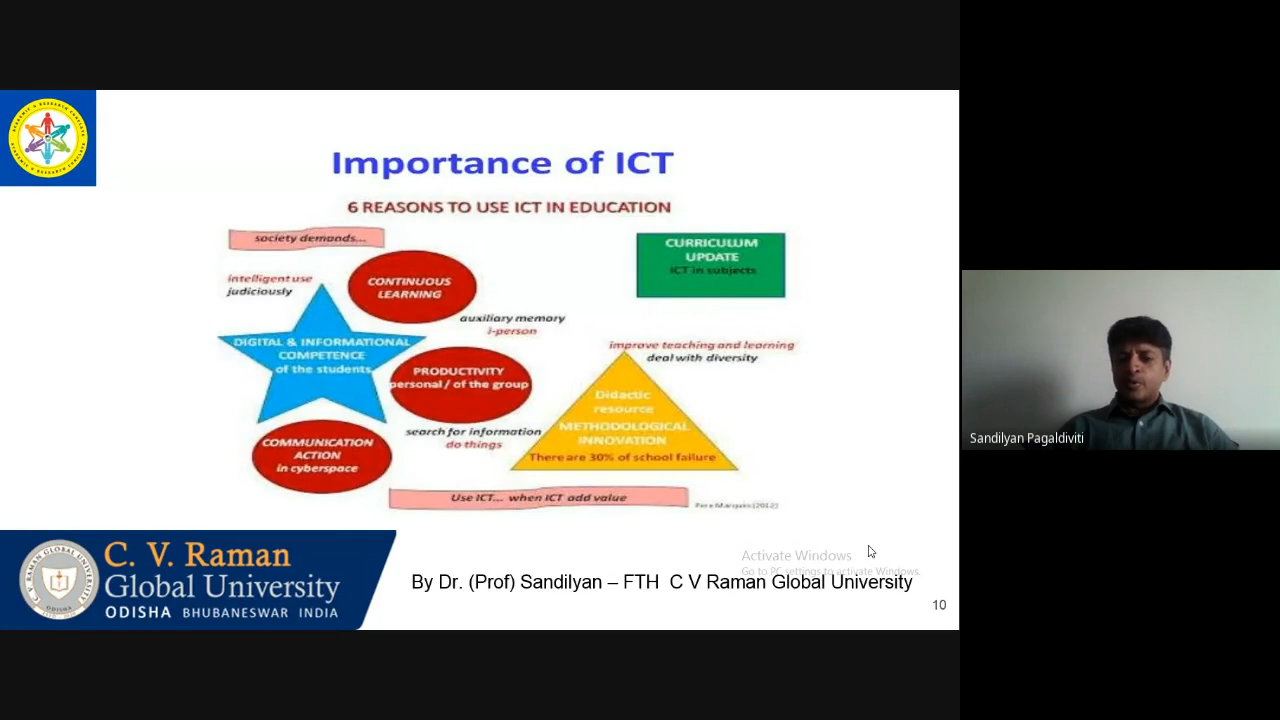 Importance of ICT
6 REASONS TO USE ICT IN EDUCATION
society demands...
CURRICULUM
UPDATE
ICT in subjects
intelligent use
judiciously
CONTINUOUS
LEARNING
auxiliary memory
i-person
DIGITAL & INFORMATIONAL
COMPETENCE
of the students
improve teaching and learning
deal with diversity
PRODUCTIVITY
personal / of the group
Didactic
resource
METHODOLOGICAL
INNOVATION
There are 30% of school failure
search for information
do things
COMMUNICATION
ACTION
in cyberspace
Use ICT... when ICT add value
Pere Marquès (2012)
C. V. Raman
Global University
ODISHA BHUBANESWAR INDIA
Activate Windows
Go to PC settings to activate Windows.
By Dr. (Prof) Sandilyan – FTH C V Raman Global University
10
Sandilyan Pagaldiviti